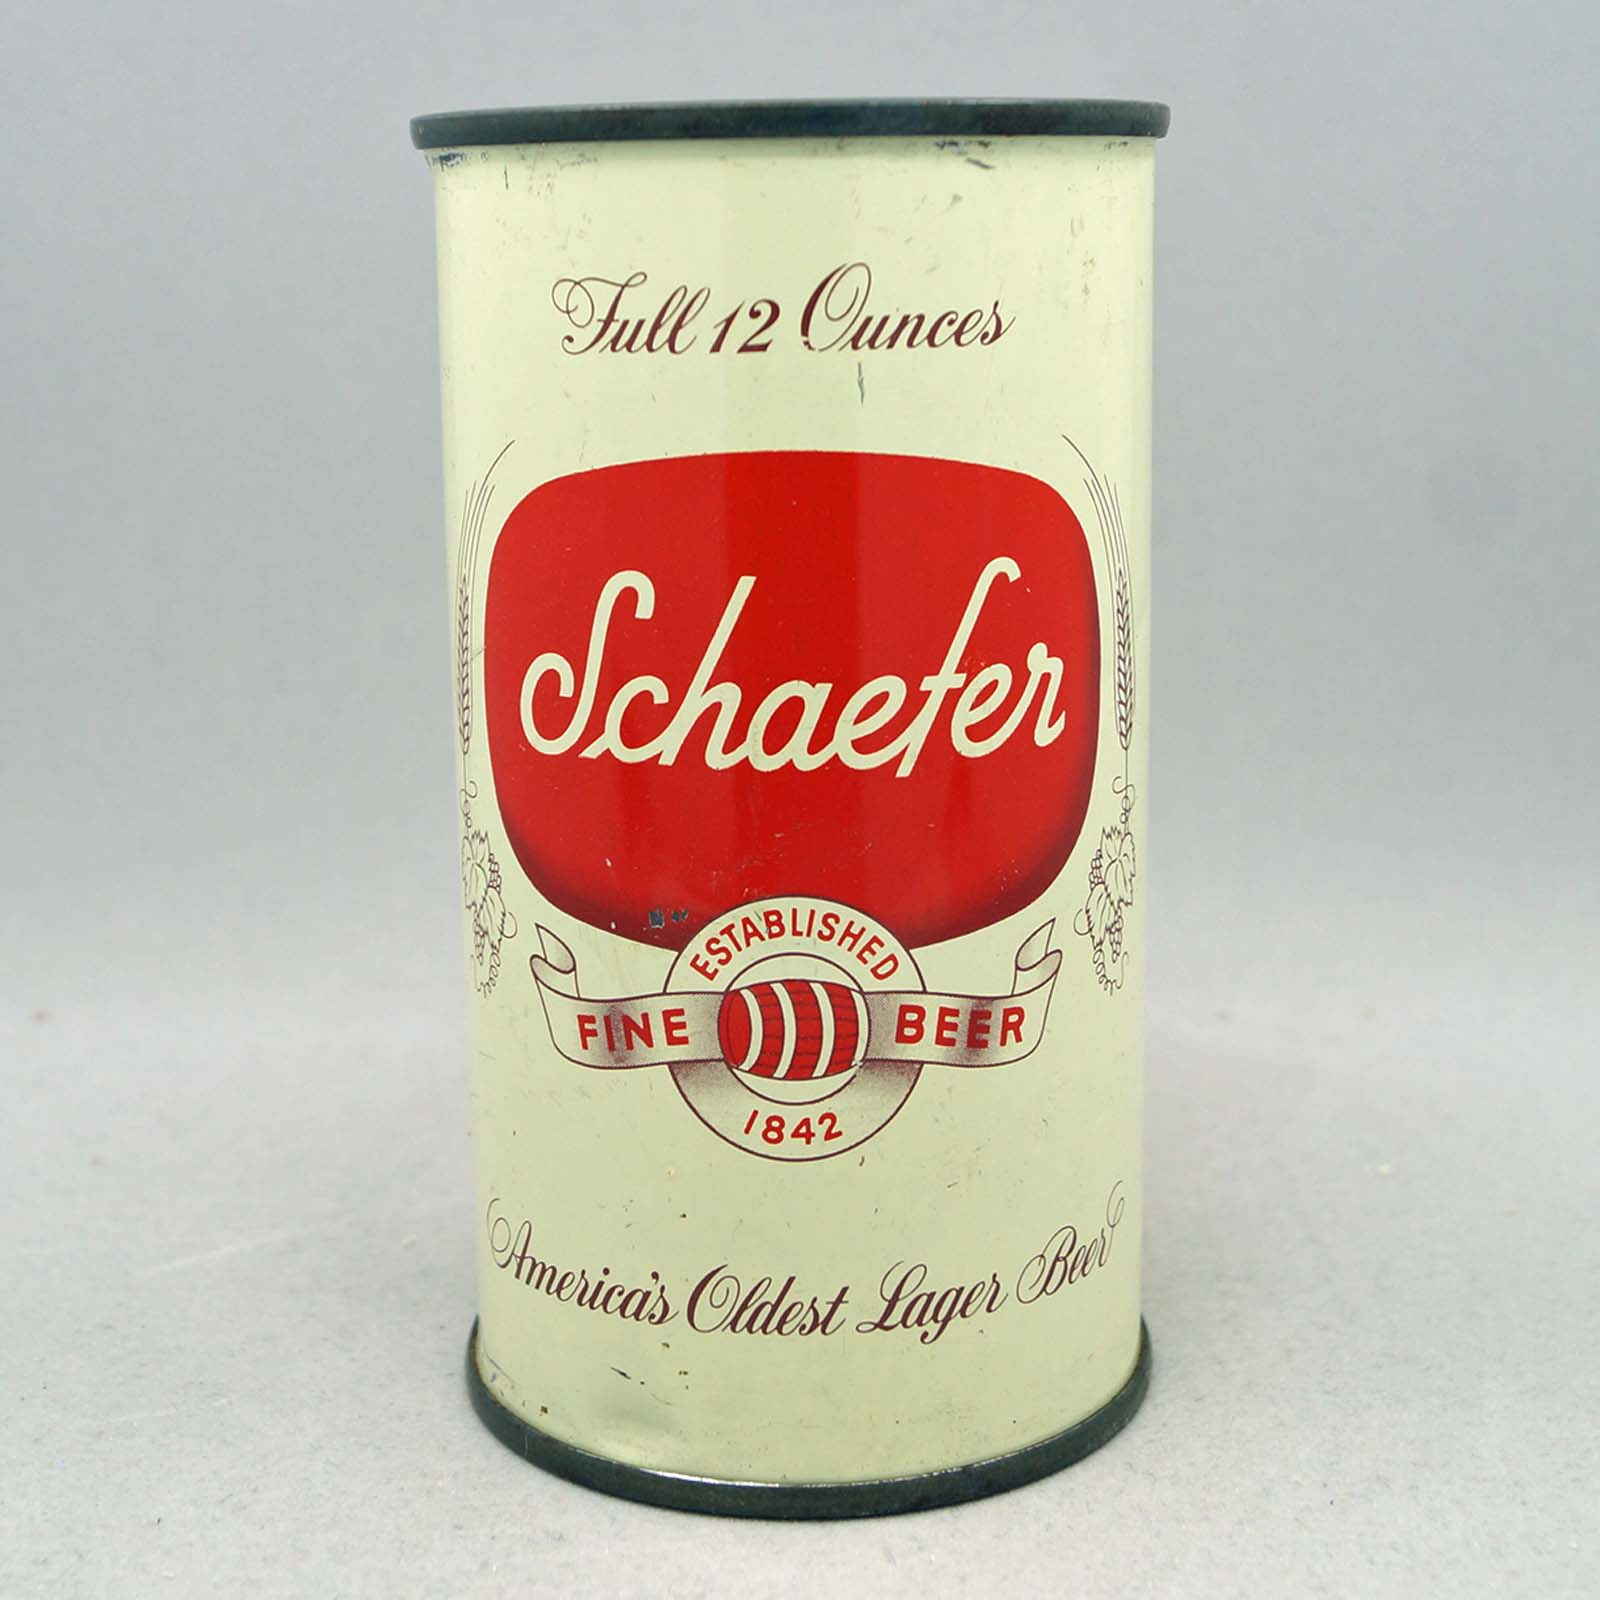 Full 12 Ounces
Schaefer
ESTABLISHED
FINE BEER
1842
America's Oldest Lager Beer